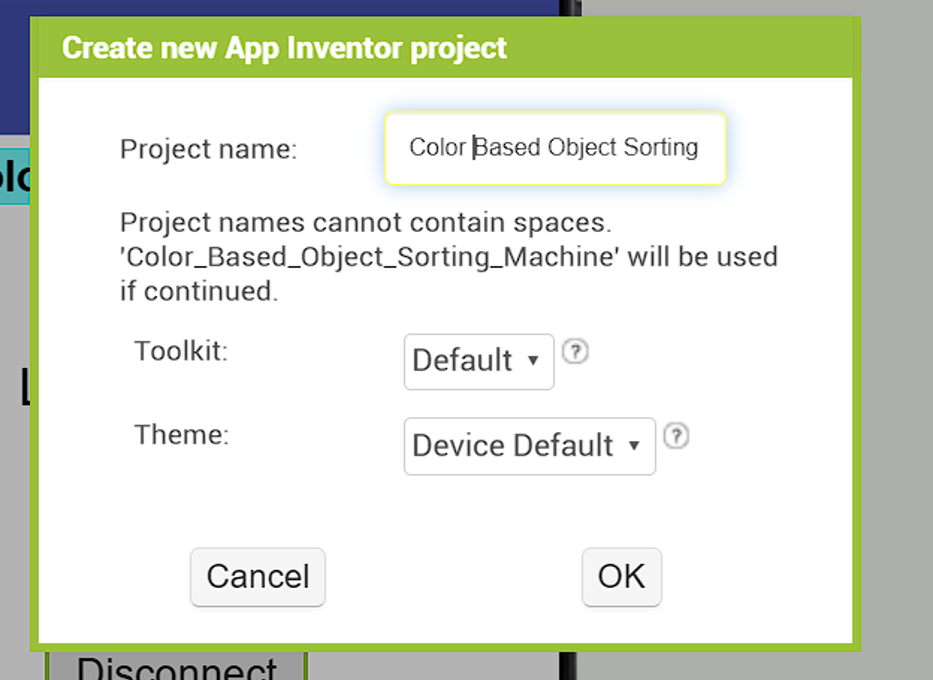 Create new App Inventor project
Project name:
Color Based Object Sorting
Project names cannot contain spaces.
'Color_Based_Object_Sorting_Machine' will be used
if continued.
Toolkit:
Default
?
Theme:
Device Default
?
Cancel
OK
Disconnect